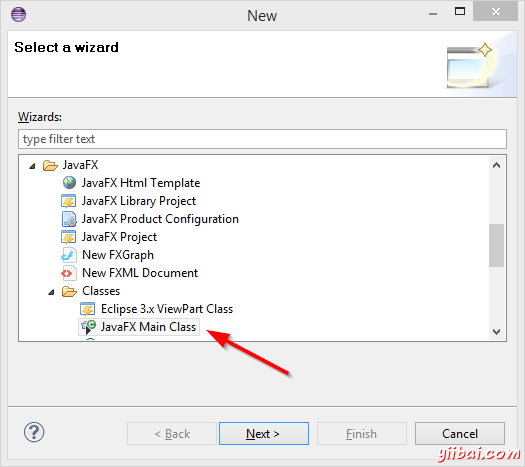 New
Select a wizard
Wizards:
type filter text
JavaFX
JavaFX Html Template
JavaFX Library Project
JavaFX Product Configuration
JavaFX Project
New FXGraph
New FXML Document
Classes
Eclipse 3.x ViewPart Class
JavaFX Main Class
? < Back Next > Finish Cancel
yiibai.com